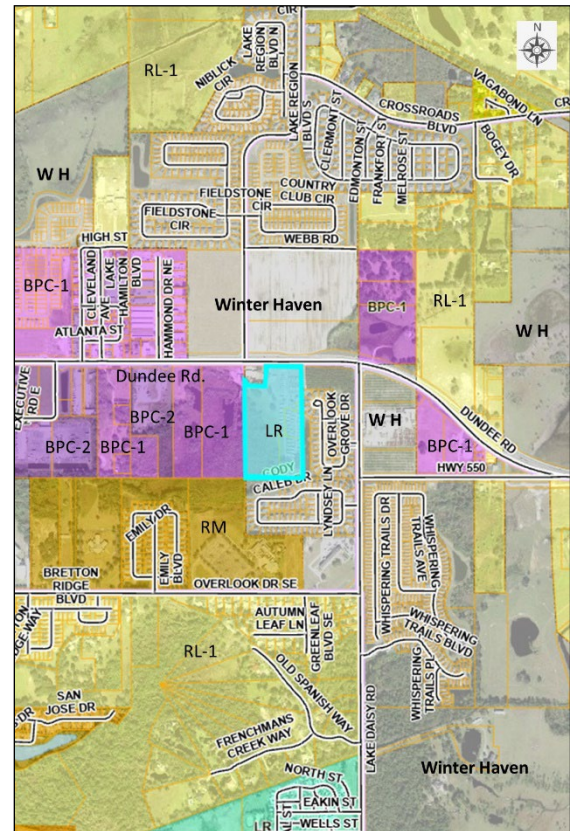 CIR
N
LAKE
REGION
BLVD N
NIBLICK
CIR
RL-1
LAKE REGION
BLVD S
VAGABOND LN
CROSSROADS
BLVD
CR
CLERMONT ST
EDMONTON ST
FRANKFORT ST
MELROSE ST
BOGEY DR
W H
FIELDSTONE
CIR
COUNTRY
CLUB CIR
FIELDSTONE
CIR
WEBB RD
HIGH ST
CLEVELAND
AVE
LAKE
HAMILTON
BLVD
HAMMOND DR NE
BPC-1
ATLANTA ST
Winter Haven
BPC-1
RL-1
W H
EXECUTIVE
RD E
Dundee Rd.
BPC-2
BPC-2
BPC-1
BPC-1
LR
CODY
CALEB DR
OVERLOOK
GROVE DR
LYNDSEY LN
W H
DUNDEE RD
BPC-1
HWY 550
RM
EMILY DR
EMILY
BLVD
OVERLOOK DR SE
WHISPERING TRAILS DR
WHISPERING
TRAILS AVE
WHISPERING
TRAILS BLVD
WHISPERING
TRAILS PL
BRETTON
RIDGE
BLVD
AUTUMN
LEAF LN
GREENLEAF
BLVD SE
RL-1
OLD SPANISH WAY
SAN
JOSE DR
FRENCHMANS
CREEK WAY
LAKE DAISY RD
Winter Haven
NORTH ST
EAKIN ST
WELLS ST
LR